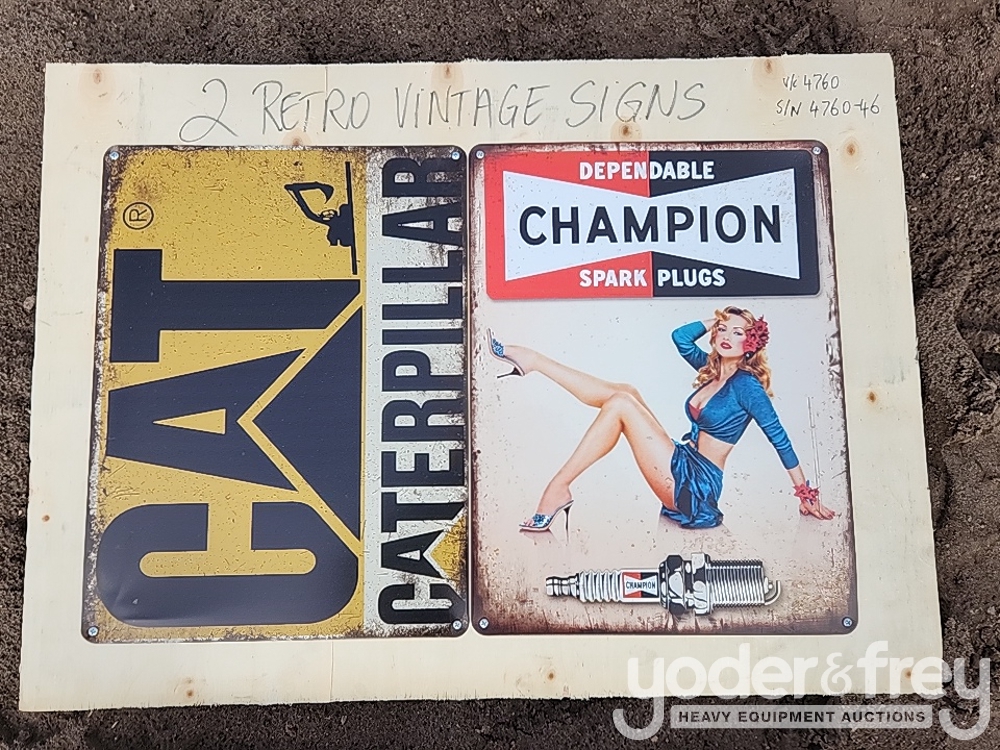 2 RETRO VINTAGE SIGNS
V/C 4760
S/N 4760-46
CAT
®
CATERPILLAR
DEPENDABLE
CHAMPION
SPARK PLUGS
CHAMPION
yoder&frey
HEAVY EQUIPMENT AUCTIONS